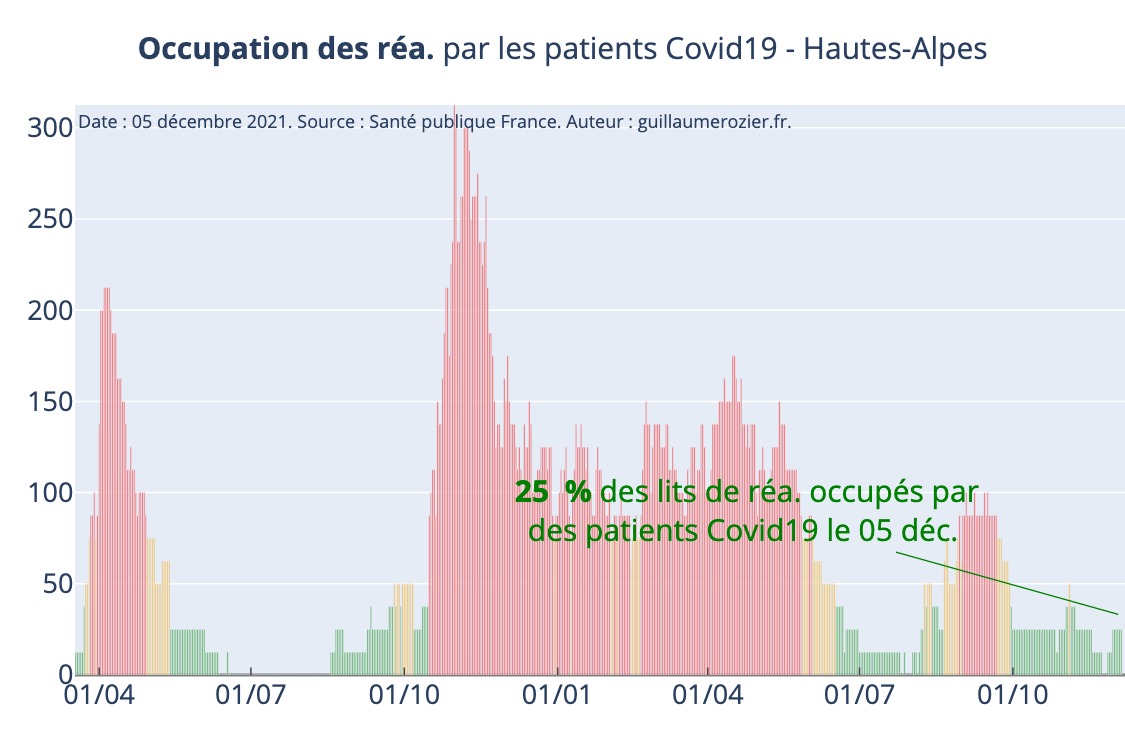 Occupation des réa. par les patients Covid19 - Hautes-Alpes
Date : 05 décembre 2021. Source : Santé publique France. Auteur : guillaumerozier.fr.
300
250
200
150
100
50
0
25 % des lits de réa. occupés par
des patients Covid19 le 05 déc.
01/04 01/07 01/10 01/01 01/04 01/07 01/10